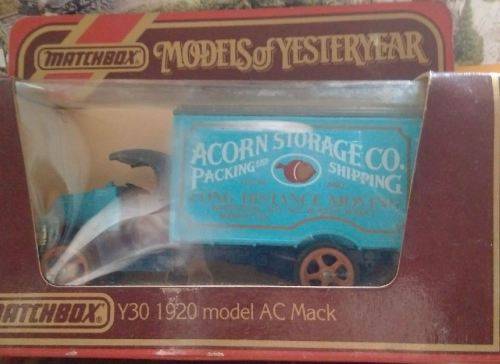 MATCHBOX MODELS of YESTERYEAR
ACORN STORAGE CO.
PACKING AND SHIPPING
LONG DISTANCE MOVING
MATCHBOX Y30 1920 model AC Mack